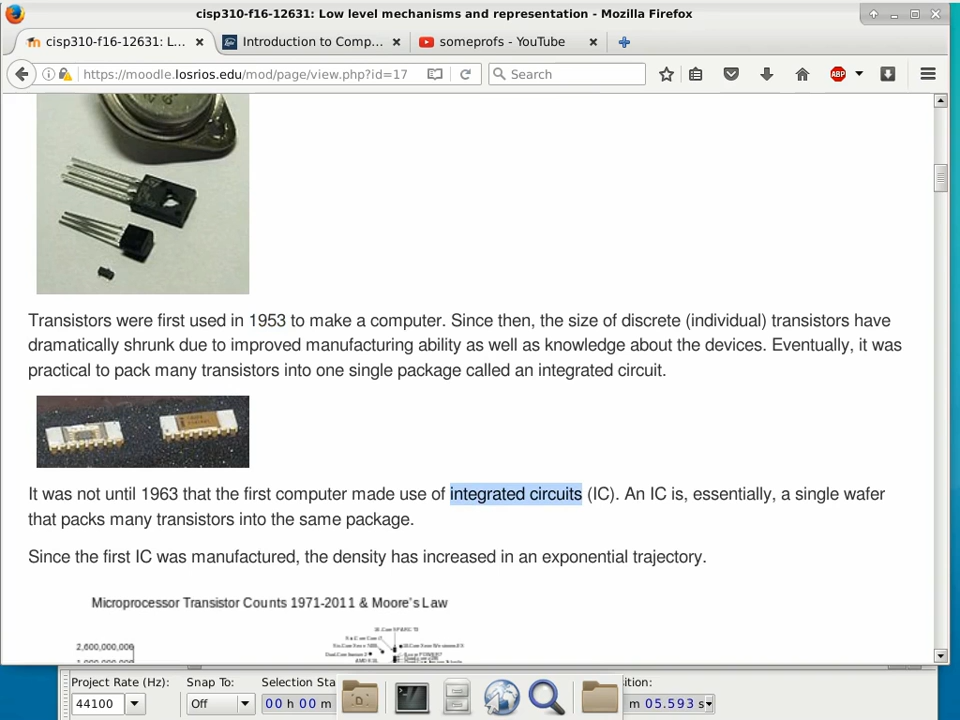 cisp310-f16-12631: Low level mechanisms and representation - Mozilla Firefox
cisp310-f16-12631: L...
Introduction to Comp...
someprofs - YouTube
https://moodle.losrios.edu/mod/page/view.php?id=17
Search
ABP
Transistors were first used in 1953 to make a computer. Since then, the size of discrete (individual) transistors have
dramatically shrunk due to improved manufacturing ability as well as knowledge about the devices. Eventually, it was
practical to pack many transistors into one single package called an integrated circuit.
It was not until 1963 that the first computer made use of integrated circuits (IC). An IC is, essentially, a single wafer
that packs many transistors into the same package.
Since the first IC was manufactured, the density has increased in an exponential trajectory.
Microprocessor Transistor Counts 1971-2011 & Moore's Law
2,600,000,000
1,000,000,000
Project Rate (Hz):
Snap To:
Selection Sta
ition:
44100
Off
00 h 00 m
m 05.593 s